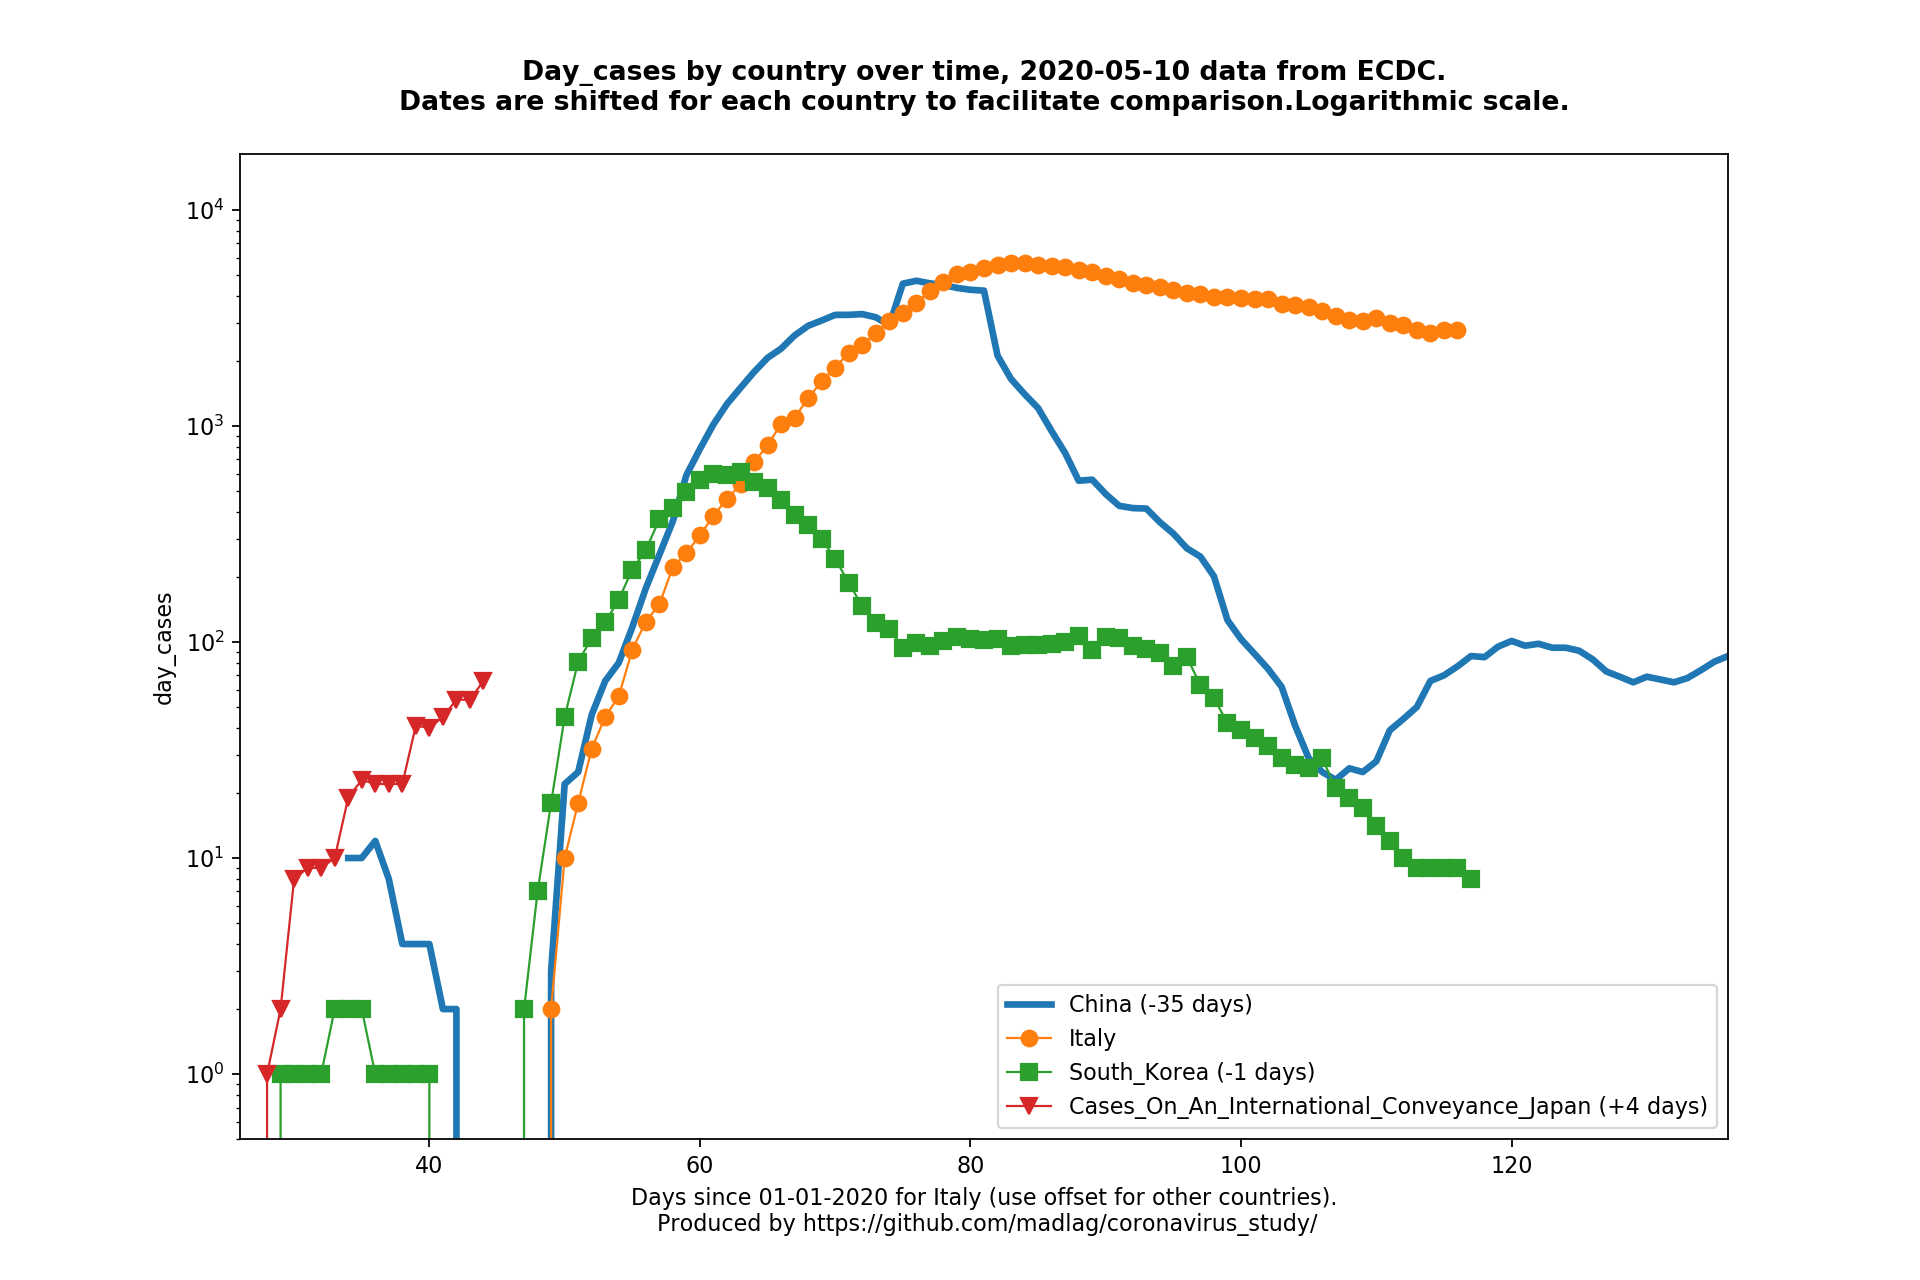 Day_cases by country over time, 2020-05-10 data from ECDC.
Dates are shifted for each country to facilitate comparison.Logarithmic scale.
day_cases
10^4
10^3
10^2
10^1
10^0
40 60 80 100 120
China (-35 days)
Italy
South_Korea (-1 days)
Cases_On_An_International_Conveyance_Japan (+4 days)
Days since 01-01-2020 for Italy (use offset for other countries).
Produced by https://github.com/madlag/coronavirus_study/